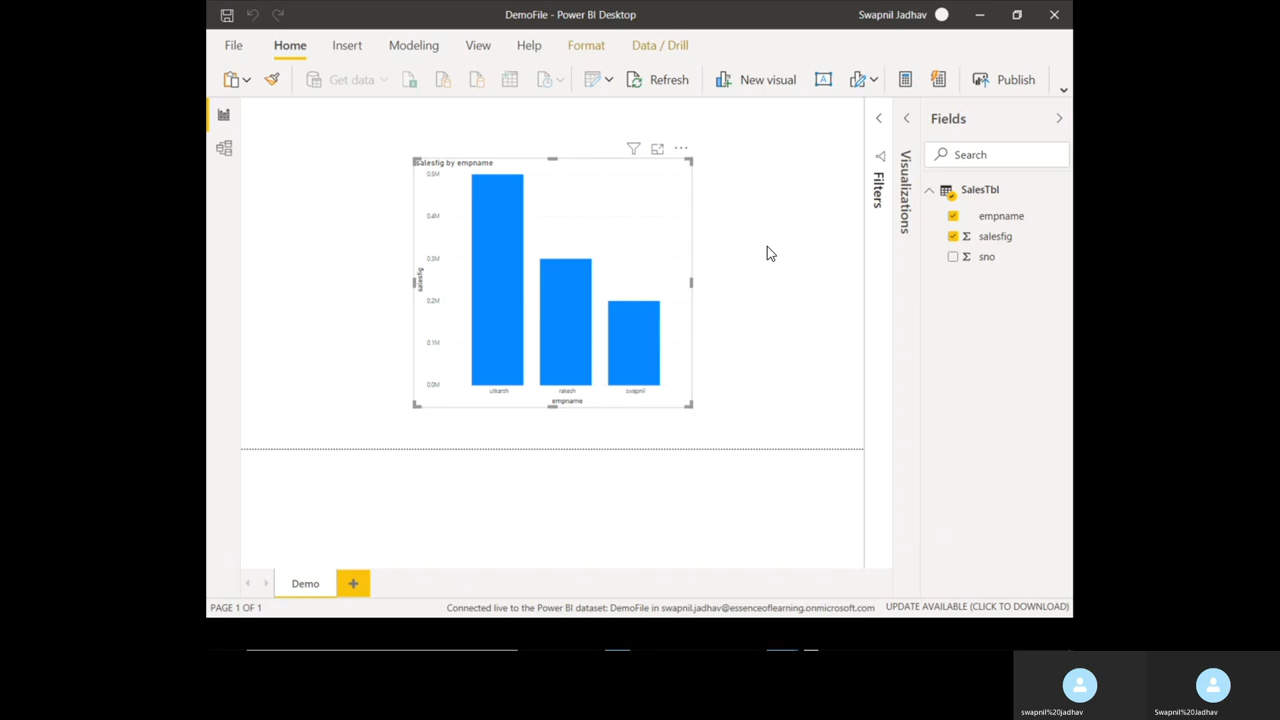 DemoFile - Power BI Desktop
Swapnil Jadhav
File
Home
Insert
Modeling
View
Help
Format
Data / Drill
Get data
Refresh
New visual
Publish
Filters
Visualizations
Fields
Search
SalesTbl
empname
salesfig
sno
salesfig by empname
0.5M
0.4M
0.3M
0.2M
0.1M
0.0M
salesfig
utkarsh
rakesh
swapnil
empname
Demo
PAGE 1 OF 1
Connected live to the Power BI dataset: DemoFile in swapnil.jadhav@essenceoflearning.onmicrosoft.com
UPDATE AVAILABLE (CLICK TO DOWNLOAD)
swapnil%20jadhav
Swapnil%20Jadhav